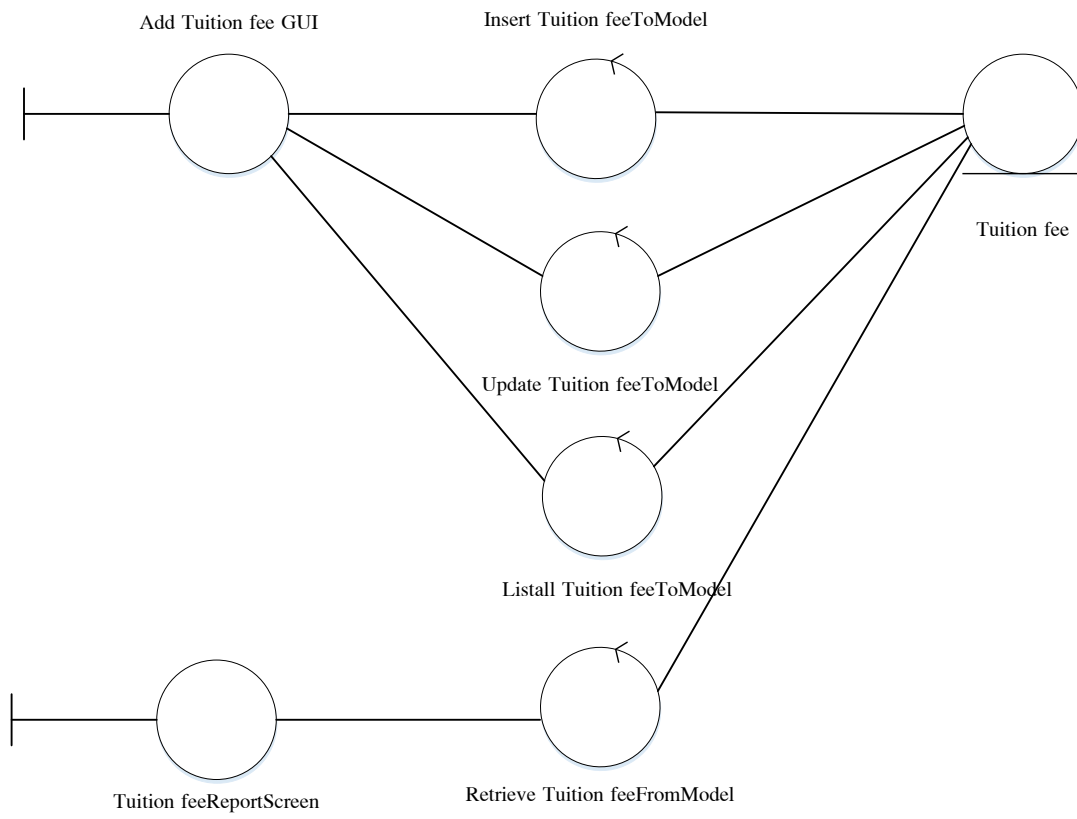 Add Tuition fee GUI
Insert Tuition feeToModel
Tuition fee
Update Tuition feeToModel
Listall Tuition feeToModel
Tuition feeReportScreen
Retrieve Tuition feeFromModel